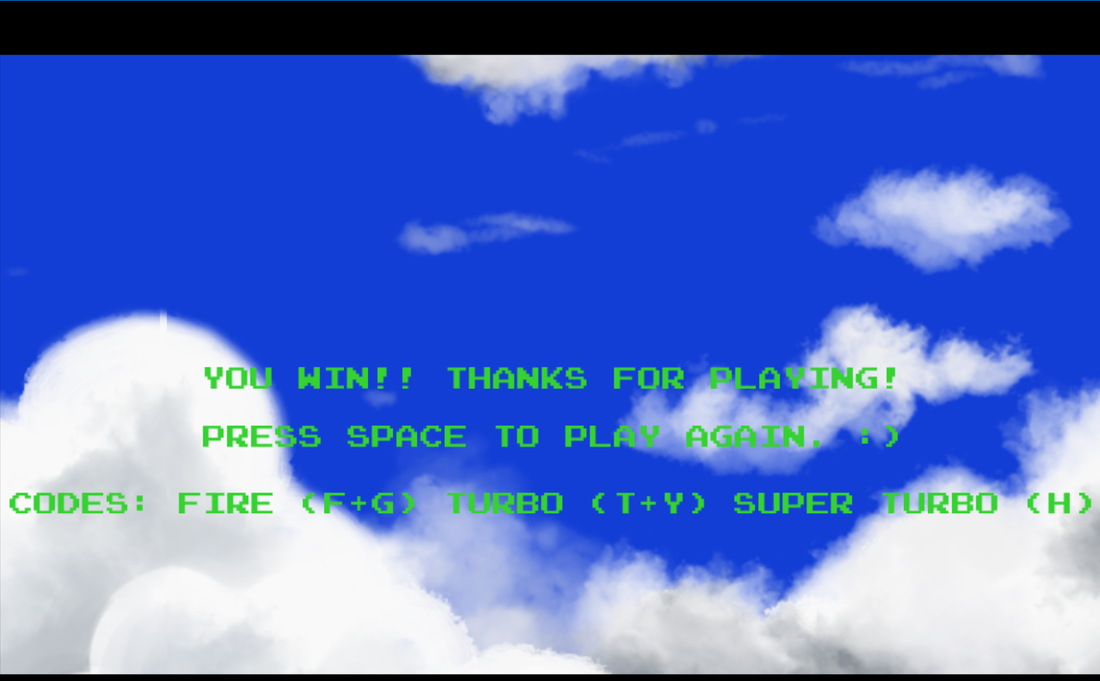 YOU WIN!! THANKS FOR PLAYING!
PRESS SPACE TO PLAY AGAIN. :)
CODES: FIRE (F+G) TURBO (T+Y) SUPER TURBO (H)